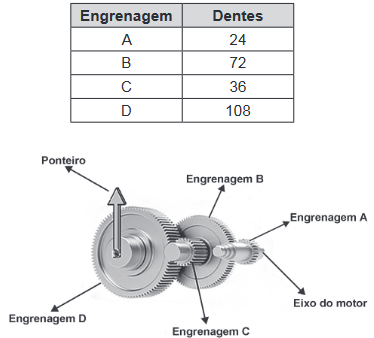 Engrenagem Dentes
A 24
B 72
C 36
D 108
Ponteiro
Engrenagem B
Engrenagem A
Eixo do motor
Engrenagem D
Engrenagem C